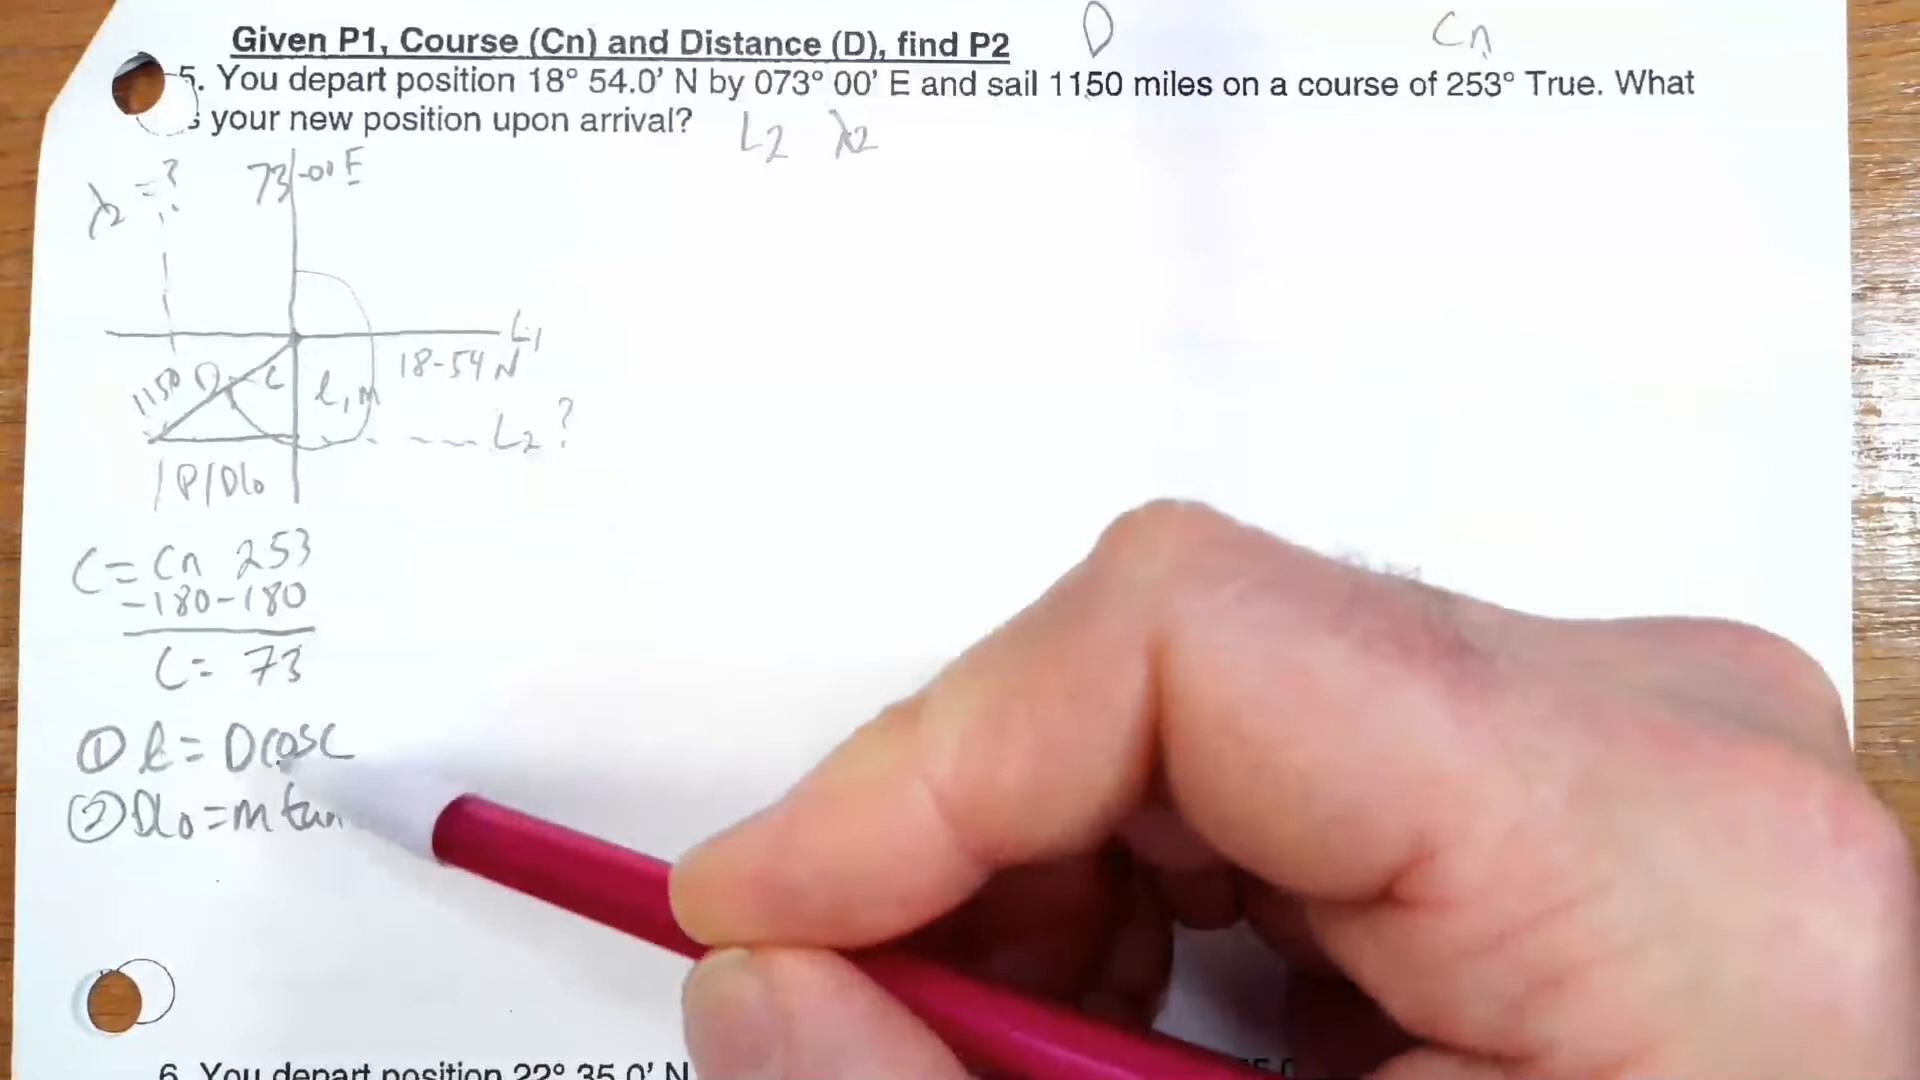 Given P1, Course (Cn) and Distance (D), find P2
D
Cn
5. You depart position 18° 54.0' N by 073° 00' E and sail 1150 miles on a course of 253° True. What
s your new position upon arrival?
L2 λ2
λ2 = ?
73-00 E
L1
18-54 N
1150 D
C
l, m
L2 ?
P/Dlo
C = Cn 253
-180 -180
C = 73
① l = D cos C
② Dlo = m tan
6. You depart position 22° 35.0' N